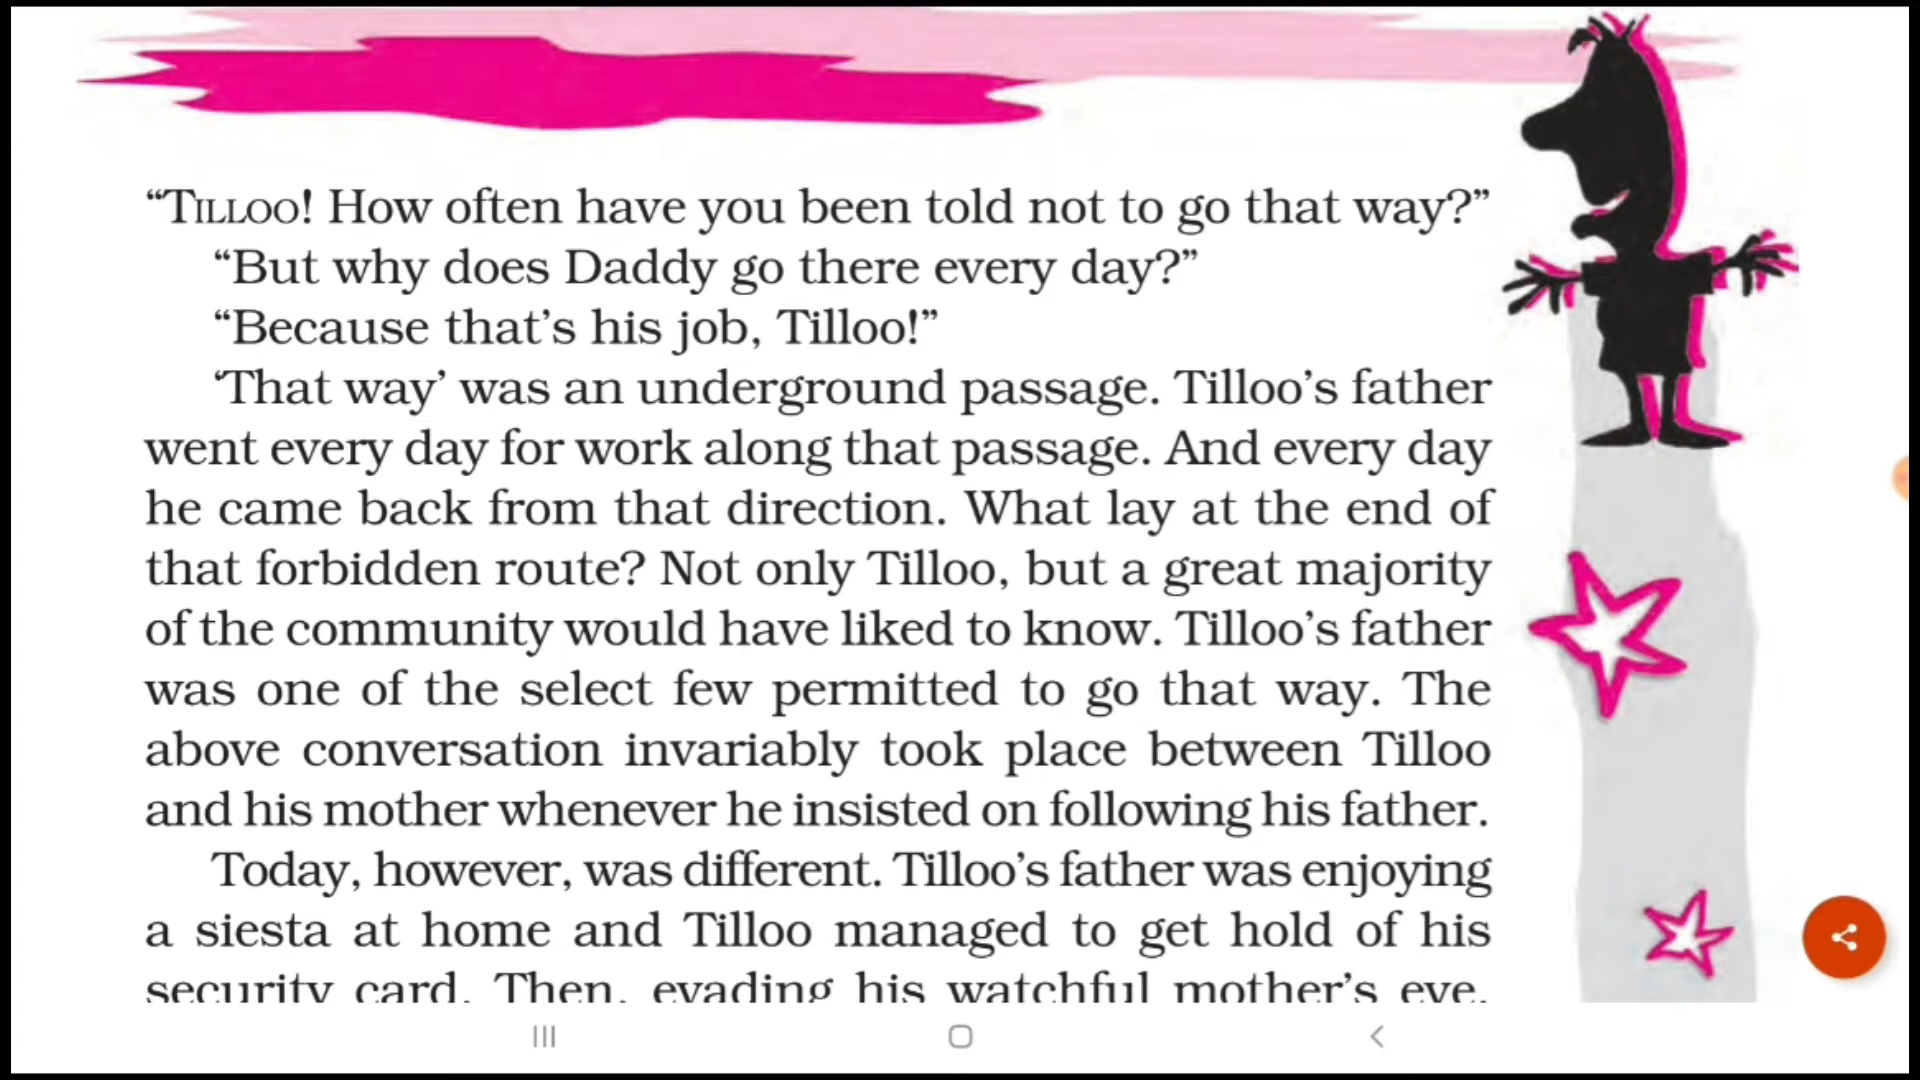 “TILLOO! How often have you been told not to go that way?”
“But why does Daddy go there every day?”
“Because that’s his job, Tilloo!”
‘That way’ was an underground passage. Tilloo’s father
went every day for work along that passage. And every day
he came back from that direction. What lay at the end of
that forbidden route? Not only Tilloo, but a great majority
of the community would have liked to know. Tilloo’s father
was one of the select few permitted to go that way. The
above conversation invariably took place between Tilloo
and his mother whenever he insisted on following his father.
Today, however, was different. Tilloo’s father was enjoying
a siesta at home and Tilloo managed to get hold of his
security card. Then, evading his watchful mother’s eye,